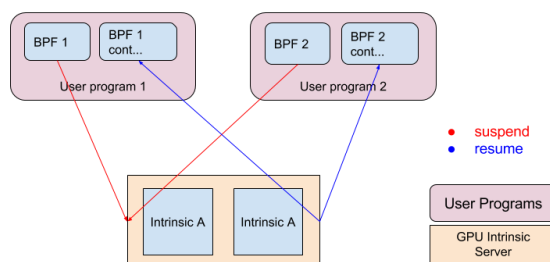 BPF 1
BPF 1
cont...
User program 1
BPF 2
BPF 2
cont...
User program 2
suspend
resume
Intrinsic A
Intrinsic A
User Programs
GPU Intrinsic
Server